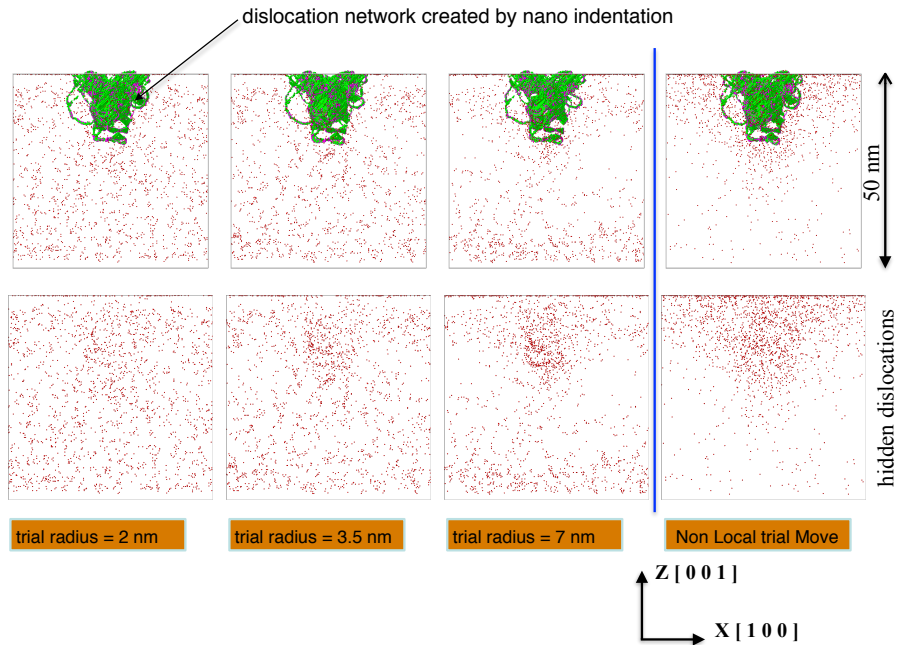 dislocation network created by nano indentation
50 nm
hidden dislocations
trial radius = 2 nm
trial radius = 3.5 nm
trial radius = 7 nm
Non Local trial Move
Z [ 0 0 1 ]
X [ 1 0 0 ]